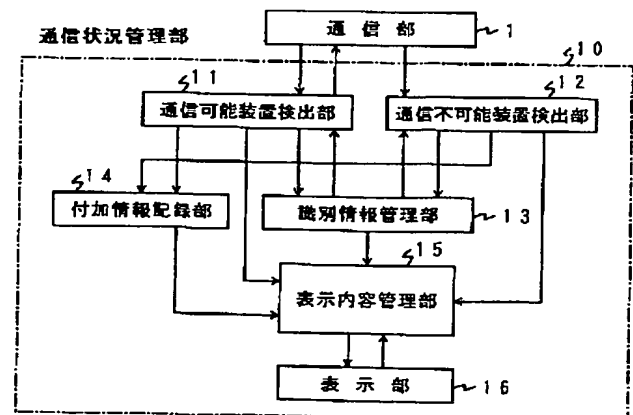 通信部
1
通信状況管理部
10
11
12
通信可能装置検出部
通信不可能装置検出部
14
付加情報記録部
識別情報管理部
13
15
表示内容管理部
表示部
16